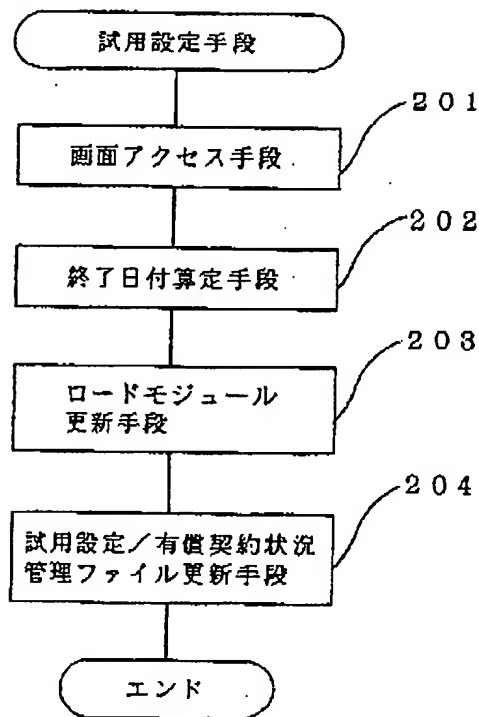 試用設定手段
201
画面アクセス手段
202
終了日付算定手段
203
ロードモジュール
更新手段
204
試用設定／有償契約状況
管理ファイル更新手段
エンド